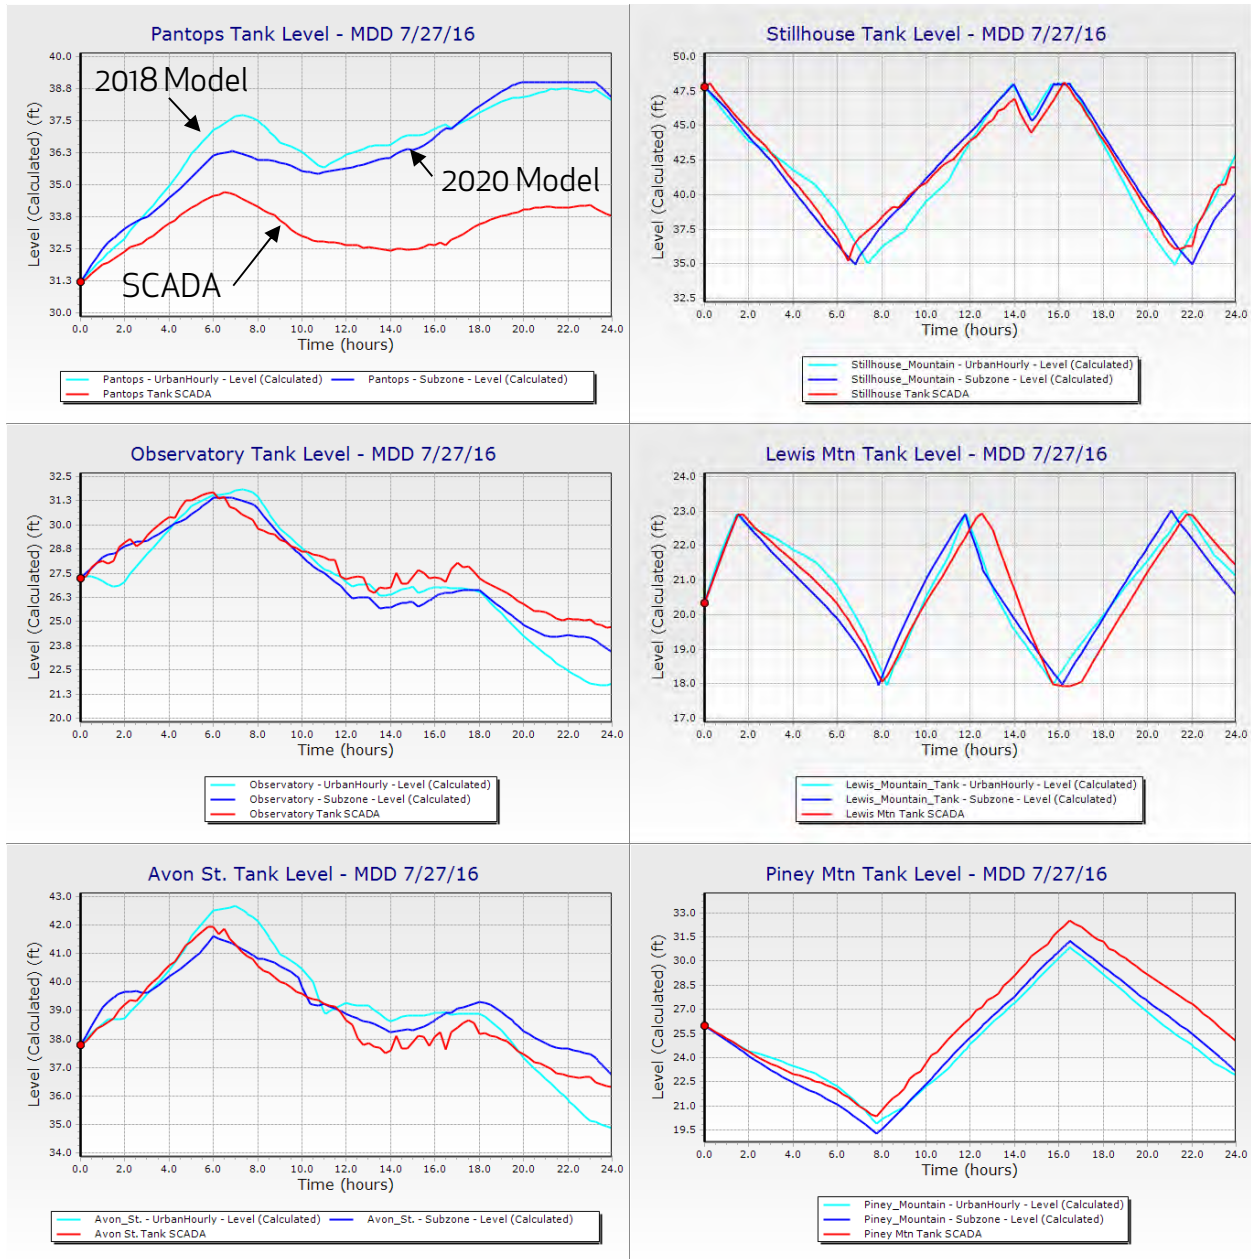 Pantops Tank Level - MDD 7/27/16
Level (Calculated) (ft)
40.0
38.8
37.5
36.3
35.0
33.8
32.5
31.3
30.0
2018 Model
2020 Model
SCADA
0.0 2.0 4.0 6.0 8.0 10.0 12.0 14.0 16.0 18.0 20.0 22.0 24.0
Time (hours)
Pantops - UrbanHourly - Level (Calculated) Pantops - Subzone - Level (Calculated)
Pantops Tank SCADA
Stillhouse Tank Level - MDD 7/27/16
Level (Calculated) (ft)
50.0
47.5
45.0
42.5
40.0
37.5
35.0
32.5
0.0 2.0 4.0 6.0 8.0 10.0 12.0 14.0 16.0 18.0 20.0 22.0 24.0
Time (hours)
Stillhouse_Mountain - UrbanHourly - Level (Calculated)
Stillhouse_Mountain - Subzone - Level (Calculated)
Stillhouse Tank SCADA
Observatory Tank Level - MDD 7/27/16
Level (Calculated) (ft)
32.5
31.3
30.0
28.8
27.5
26.3
25.0
23.8
22.5
21.3
20.0
0.0 2.0 4.0 6.0 8.0 10.0 12.0 14.0 16.0 18.0 20.0 22.0 24.0
Time (hours)
Observatory - UrbanHourly - Level (Calculated)
Observatory - Subzone - Level (Calculated)
Observatory Tank SCADA
Lewis Mtn Tank Level - MDD 7/27/16
Level (Calculated) (ft)
24.0
23.0
22.0
21.0
20.0
19.0
18.0
17.0
0.0 2.0 4.0 6.0 8.0 10.0 12.0 14.0 16.0 18.0 20.0 22.0 24.0
Time (hours)
Lewis_Mountain_Tank - UrbanHourly - Level (Calculated)
Lewis_Mountain_Tank - Subzone - Level (Calculated)
Lewis Mtn Tank SCADA
Avon St. Tank Level - MDD 7/27/16
Level (Calculated) (ft)
43.0
42.0
41.0
40.0
39.0
38.0
37.0
36.0
35.0
34.0
0.0 2.0 4.0 6.0 8.0 10.0 12.0 14.0 16.0 18.0 20.0 22.0 24.0
Time (hours)
Avon_St. - UrbanHourly - Level (Calculated) Avon_St. - Subzone - Level (Calculated)
Avon St. Tank SCADA
Piney Mtn Tank Level - MDD 7/27/16
Level (Calculated) (ft)
33.0
31.5
30.0
28.5
27.0
25.5
24.0
22.5
21.0
19.5
0.0 2.0 4.0 6.0 8.0 10.0 12.0 14.0 16.0 18.0 20.0 22.0 24.0
Time (hours)
Piney_Mountain - UrbanHourly - Level (Calculated)
Piney_Mountain - Subzone - Level (Calculated)
Piney Mtn Tank SCADA